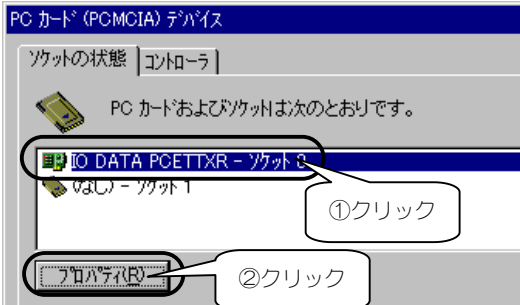 PC カード (PCMCIA) デバイス
ソケットの状態 コントローラ
PC カードおよびソケットは次のとおりです。
IO DATA PCETTXR - ソケット 0
(なし) - ソケット 1
①クリック
プロパティ(R) ②クリック